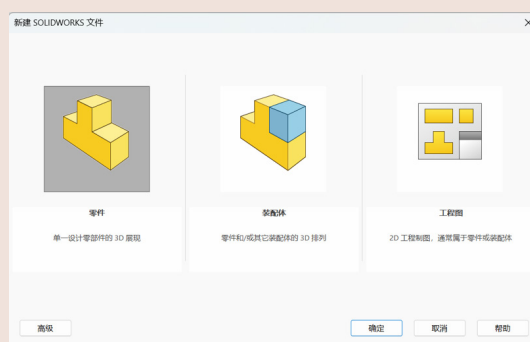 新建 SOLIDWORKS 文件
零件
单一设计零部件的 3D 展现
装配体
零件和/或其它装配体的 3D 排列
工程图
2D 工程制图，通常属于零件或装配体
高级
确定
取消
帮助